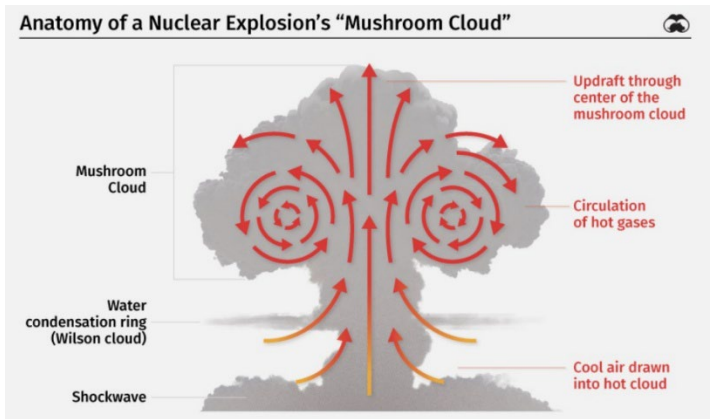 Anatomy of a Nuclear Explosion's “Mushroom Cloud”
Updraft through
center of the
mushroom cloud
Mushroom
Cloud
Circulation
of hot gases
Water
condensation ring
(Wilson cloud)
Cool air drawn
into hot cloud
Shockwave